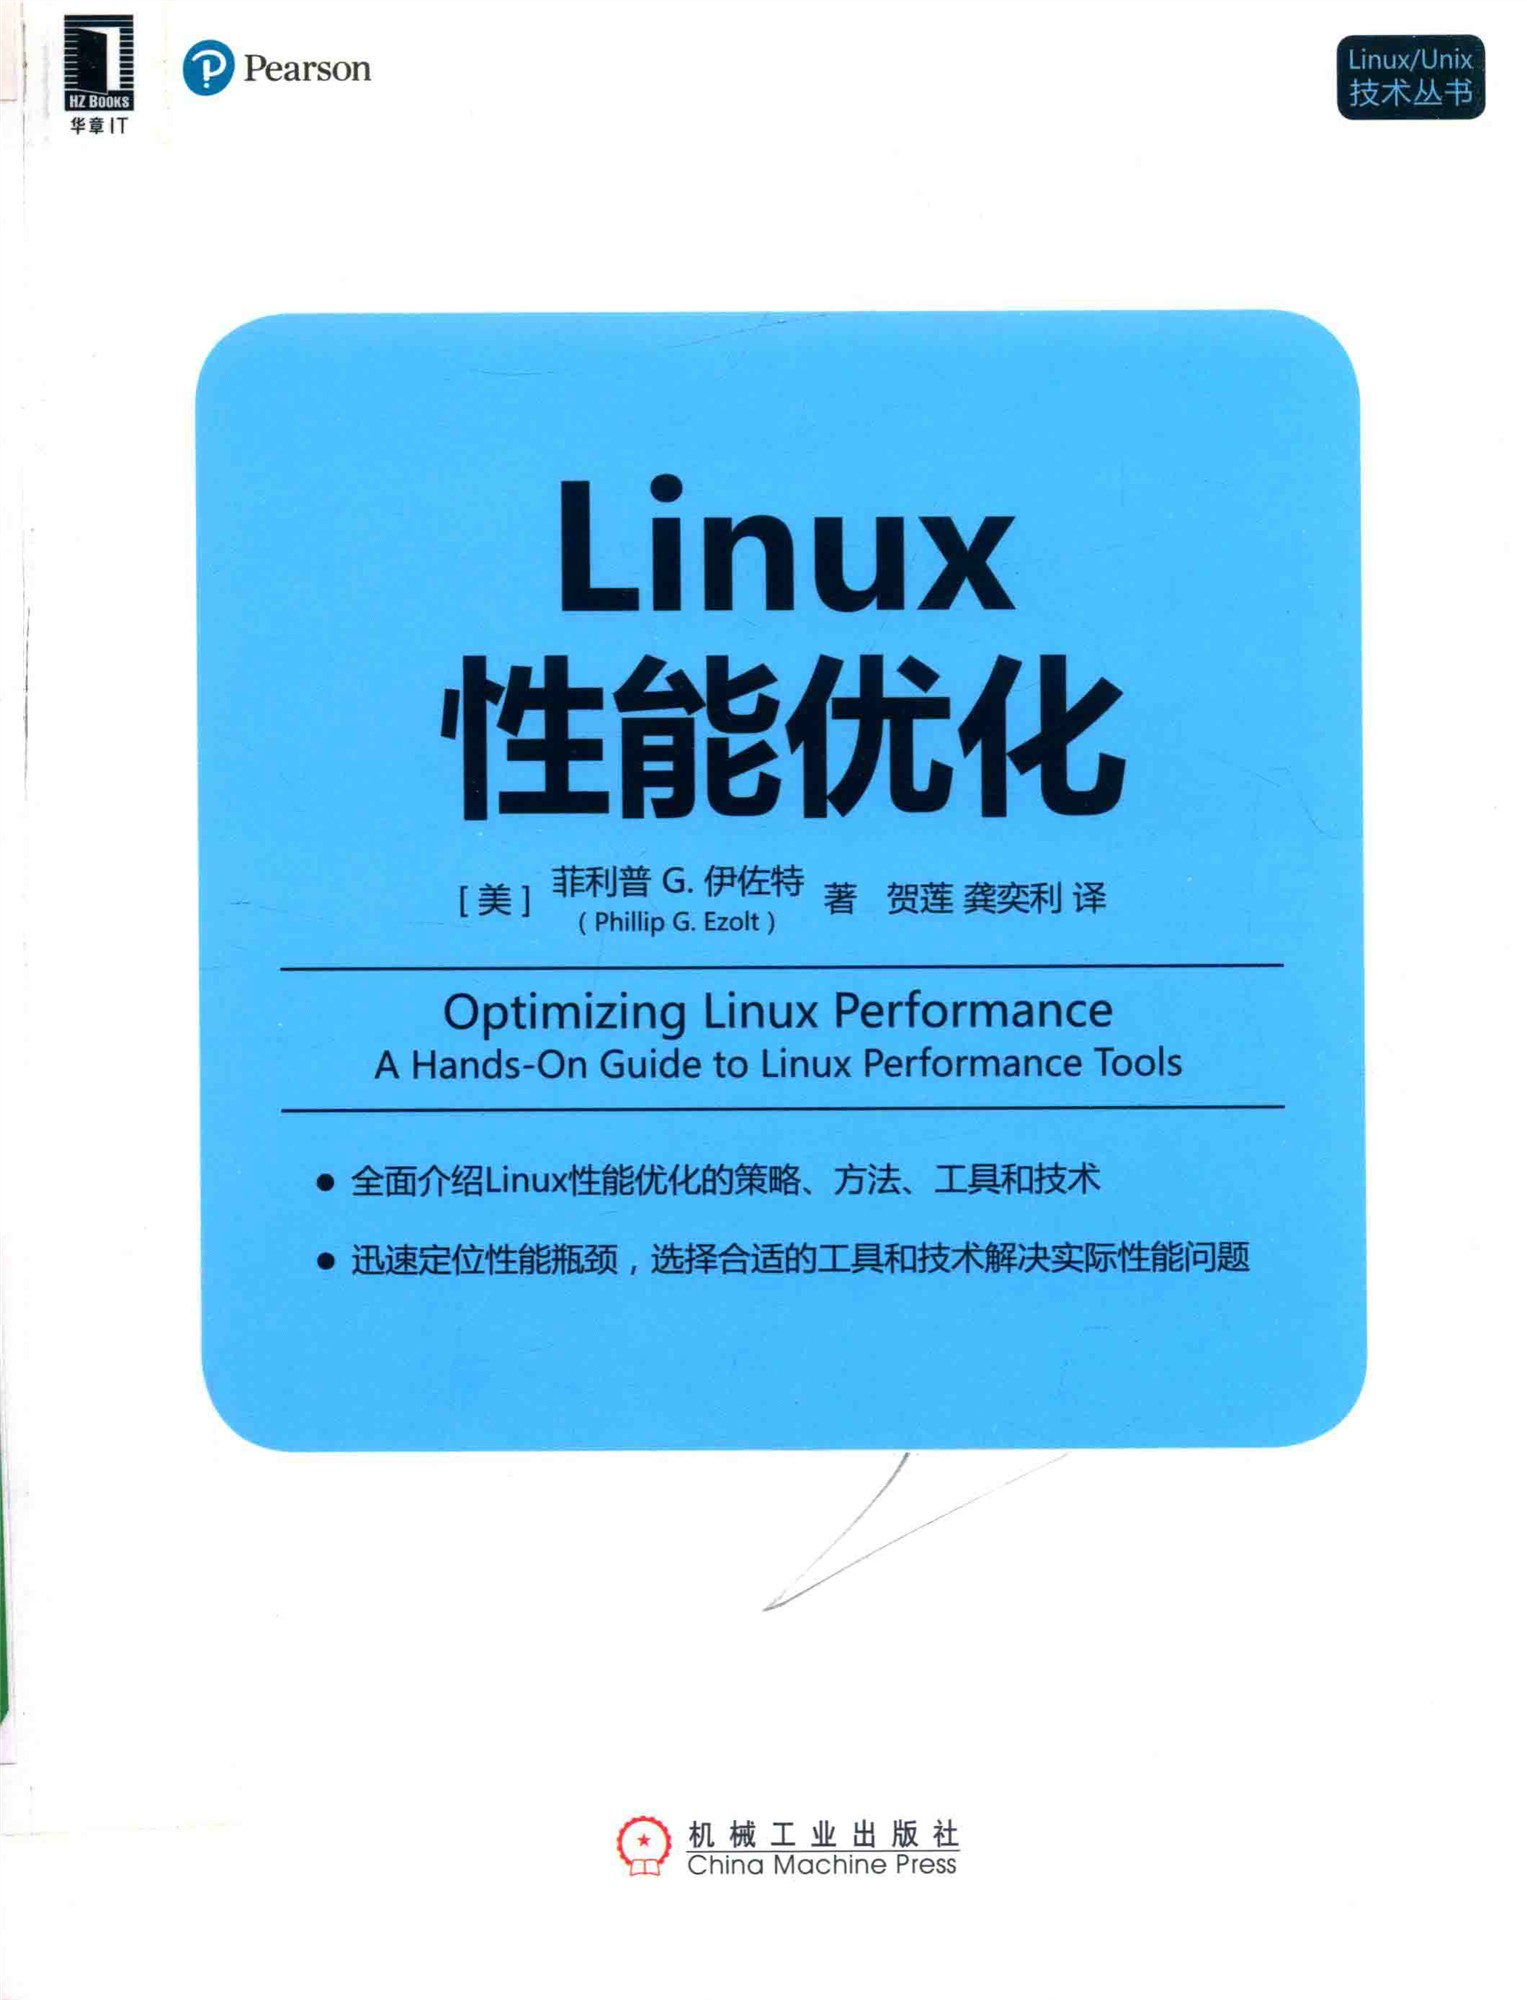 HZ BOOKS
华章IT
Pearson
Linux/Unix
技术丛书
Linux
性能优化
[美] 菲利普 G. 伊佐特 著 贺莲 龚奕利 译
(Phillip G. Ezolt)
Optimizing Linux Performance
A Hands-On Guide to Linux Performance Tools
● 全面介绍Linux性能优化的策略、方法、工具和技术
● 迅速定位性能瓶颈，选择合适的工具和技术解决实际性能问题
机械工业出版社
China Machine Press